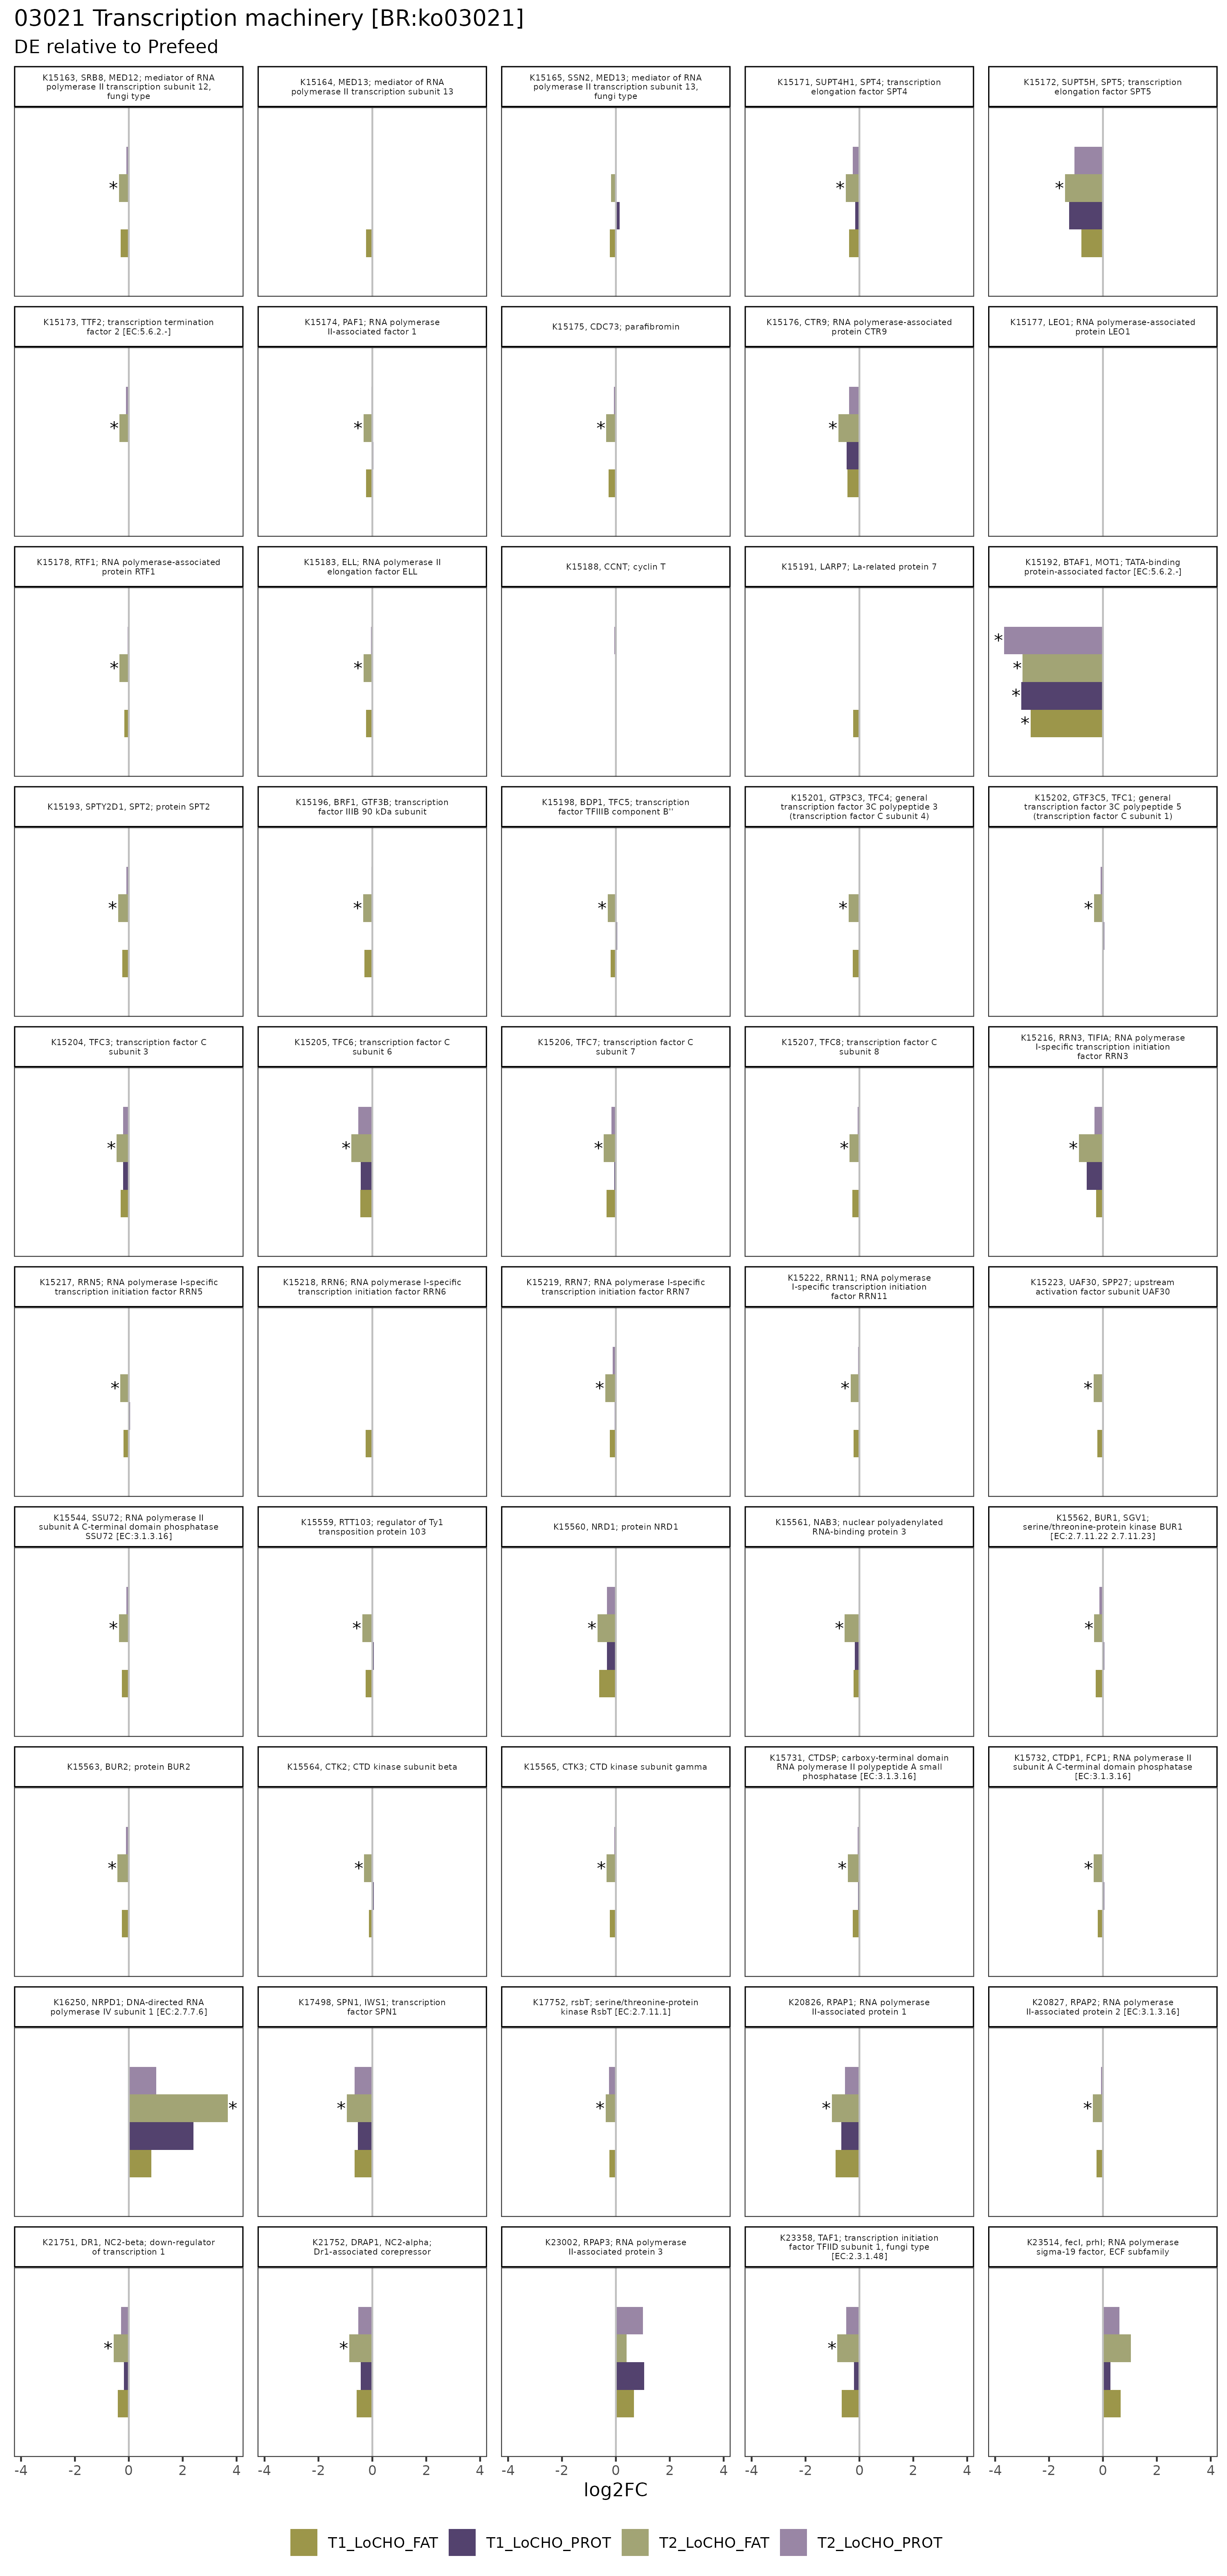 03021 Transcription machinery [BR:ko03021]
DE relative to Prefeed
K15163, SRB8, MED12; mediator of RNA
polymerase II transcription subunit 12,
fungi type
K15164, MED13; mediator of RNA
polymerase II transcription subunit 13
K15165, SSN2, MED13; mediator of RNA
polymerase II transcription subunit 13,
fungi type
K15171, SUPT4H1, SPT4; transcription
elongation factor SPT4
K15172, SUPT5H, SPT5; transcription
elongation factor SPT5
*
*
*
K15173, TTF2; transcription termination
factor 2 [EC:5.6.2.-]
K15174, PAF1; RNA polymerase
II-associated factor 1
K15175, CDC73; parafibromin
K15176, CTR9; RNA polymerase-associated
protein CTR9
K15177, LEO1; RNA polymerase-associated
protein LEO1
*
*
*
*
K15178, RTF1; RNA polymerase-associated
protein RTF1
K15183, ELL; RNA polymerase II
elongation factor ELL
K15188, CCNT; cyclin T
K15191, LARP7; La-related protein 7
K15192, BTAF1, MOT1; TATA-binding
protein-associated factor [EC:5.6.2.-]
*
*
*
*
*
*
K15193, SPTY2D1, SPT2; protein SPT2
K15196, BRF1, GTF3B; transcription
factor IIIB 90 kDa subunit
K15198, BDP1, TFC5; transcription
factor TFIIIB component B''
K15201, GTP3C3, TFC4; general
transcription factor 3C polypeptide 3
(transcription factor C subunit 4)
K15202, GTF3C5, TFC1; general
transcription factor 3C polypeptide 5
(transcription factor C subunit 1)
*
*
*
*
*
K15204, TFC3; transcription factor C
subunit 3
K15205, TFC6; transcription factor C
subunit 6
K15206, TFC7; transcription factor C
subunit 7
K15207, TFC8; transcription factor C
subunit 8
K15216, RRN3, TIFIA; RNA polymerase
I-specific transcription initiation
factor RRN3
*
*
*
*
*
K15217, RRN5; RNA polymerase I-specific
transcription initiation factor RRN5
K15218, RRN6; RNA polymerase I-specific
transcription initiation factor RRN6
K15219, RRN7; RNA polymerase I-specific
transcription initiation factor RRN7
K15222, RRN11; RNA polymerase
I-specific transcription initiation
factor RRN11
K15223, UAF30, SPP27; upstream
activation factor subunit UAF30
*
*
*
*
K15544, SSU72; RNA polymerase II
subunit A C-terminal domain phosphatase
SSU72 [EC:3.1.3.16]
K15559, RTT103; regulator of Ty1
transposition protein 103
K15560, NRD1; protein NRD1
K15561, NAB3; nuclear polyadenylated
RNA-binding protein 3
K15562, BUR1, SGV1;
serine/threonine-protein kinase BUR1
[EC:2.7.11.22 2.7.11.23]
*
*
*
*
*
K15563, BUR2; protein BUR2
K15564, CTK2; CTD kinase subunit beta
K15565, CTK3; CTD kinase subunit gamma
K15731, CTDSP; carboxy-terminal domain
RNA polymerase II polypeptide A small
phosphatase [EC:3.1.3.16]
K15732, CTDP1, FCP1; RNA polymerase II
subunit A C-terminal domain phosphatase
[EC:3.1.3.16]
*
*
*
*
*
K16250, NRPD1; DNA-directed RNA
polymerase IV subunit 1 [EC:2.7.7.6]
K17498, SPN1, IWS1; transcription
factor SPN1
K17752, rsbT; serine/threonine-protein
kinase RsbT [EC:2.7.11.1]
K20826, RPAP1; RNA polymerase
II-associated protein 1
K20827, RPAP2; RNA polymerase
II-associated protein 2 [EC:3.1.3.16]
*
*
*
*
*
K21751, DR1, NC2-beta; down-regulator
of transcription 1
K21752, DRAP1, NC2-alpha;
Dr1-associated corepressor
K23002, RPAP3; RNA polymerase
II-associated protein 3
K23358, TAF1; transcription initiation
factor TFIID subunit 1, fungi type
[EC:2.3.1.48]
K23514, fecI, prhI; RNA polymerase
sigma-19 factor, ECF subfamily
*
*
*
-4 -2 0 2 4 -4 -2 0 2 4 -4 -2 0 2 4 -4 -2 0 2 4 -4 -2 0 2 4
log2FC
T1_LoCHO_FAT T1_LoCHO_PROT T2_LoCHO_FAT T2_LoCHO_PROT